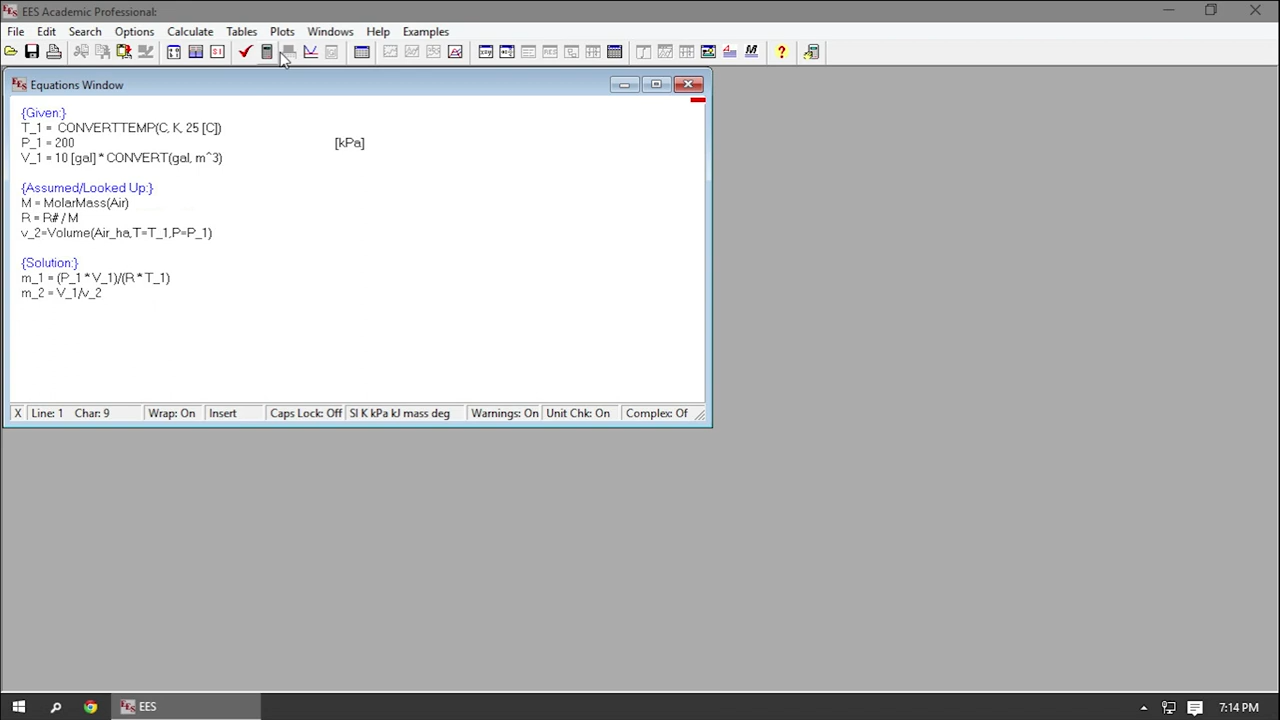 EES Academic Professional:
File Edit Search Options Calculate Tables Plots Windows Help Examples
Equations Window
{Given:}
T_1 = CONVERTTEMP(C, K, 25 [C])
P_1 = 200 [kPa]
V_1 = 10 [gal] * CONVERT(gal, m^3)
{Assumed/Looked Up:}
M = MolarMass(Air)
R = R# / M
v_2=Volume(Air_ha,T=T_1,P=P_1)
{Solution:}
m_1 = (P_1 * V_1)/(R * T_1)
m_2 = V_1/v_2
X Line: 1 Char: 9 Wrap: On Insert Caps Lock: Off SI K kPa kJ mass deg Warnings: On Unit Chk: On Complex: Of
EES 7:14 PM